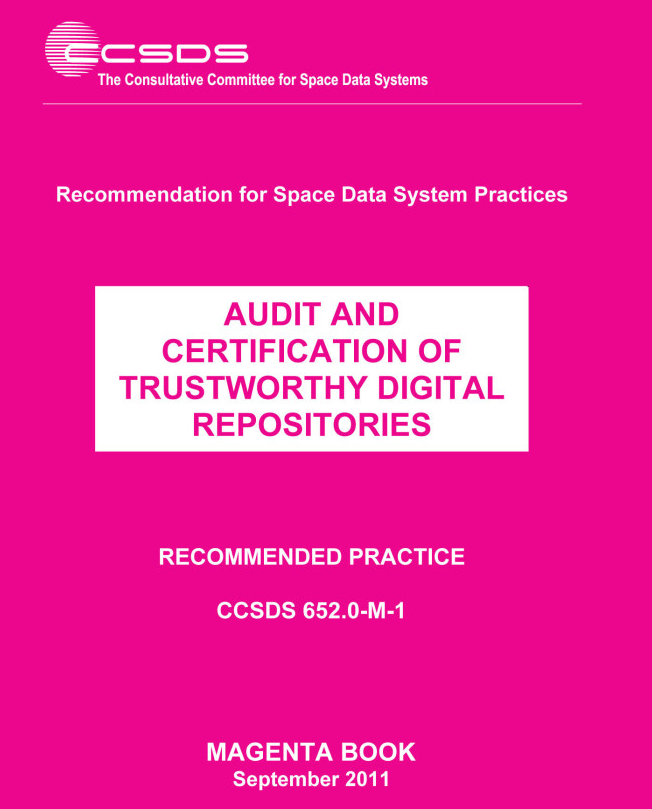 CCSDS
The Consultative Committee for Space Data Systems
Recommendation for Space Data System Practices
AUDIT AND
CERTIFICATION OF
TRUSTWORTHY DIGITAL
REPOSITORIES
RECOMMENDED PRACTICE
CCSDS 652.0-M-1
MAGENTA BOOK
September 2011